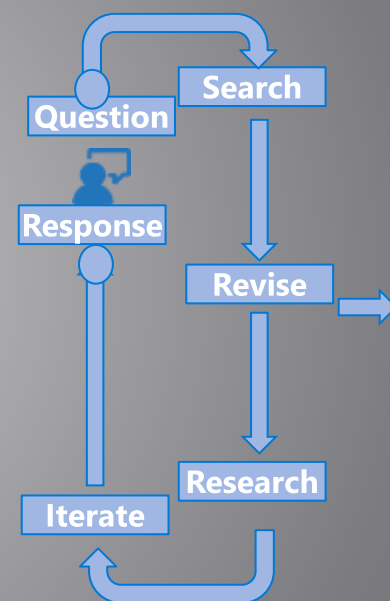 Question
Search
Response
Revise
Research
Iterate